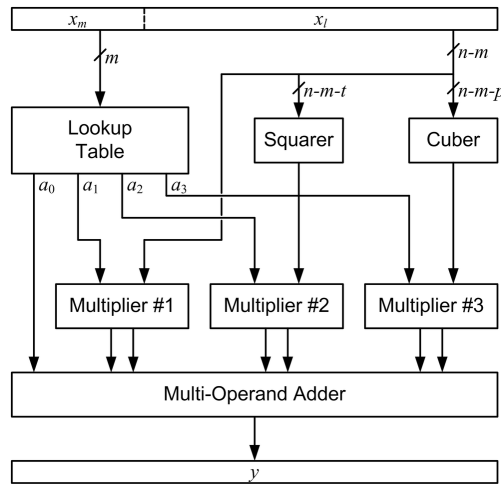 x_m x_l
m
n-m
n-m-t
n-m-p
Lookup
Table
Squarer
Cuber
a_0 a_1 a_2 a_3
Multiplier #1
Multiplier #2
Multiplier #3
Multi-Operand Adder
y